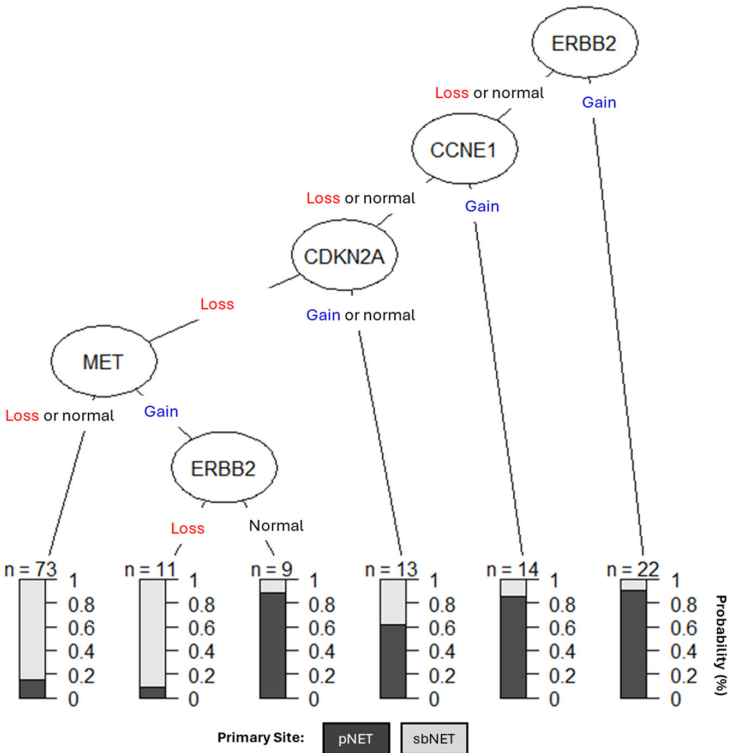 ERBB2
Loss or normal
Gain
CCNE1
Loss or normal
Gain
CDKN2A
Loss
Gain or normal
MET
Loss or normal
Gain
ERBB2
Loss
Normal
n = 73
n = 11
n = 9
n = 13
n = 14
n = 22
1 1 1 1 1 1
0.8 0.8 0.8 0.8 0.8 0.8
0.6 0.6 0.6 0.6 0.6 0.6
0.4 0.4 0.4 0.4 0.4 0.4
0.2 0.2 0.2 0.2 0.2 0.2
0 0 0 0 0 0
Probability (%)
Primary Site: pNET sbNET